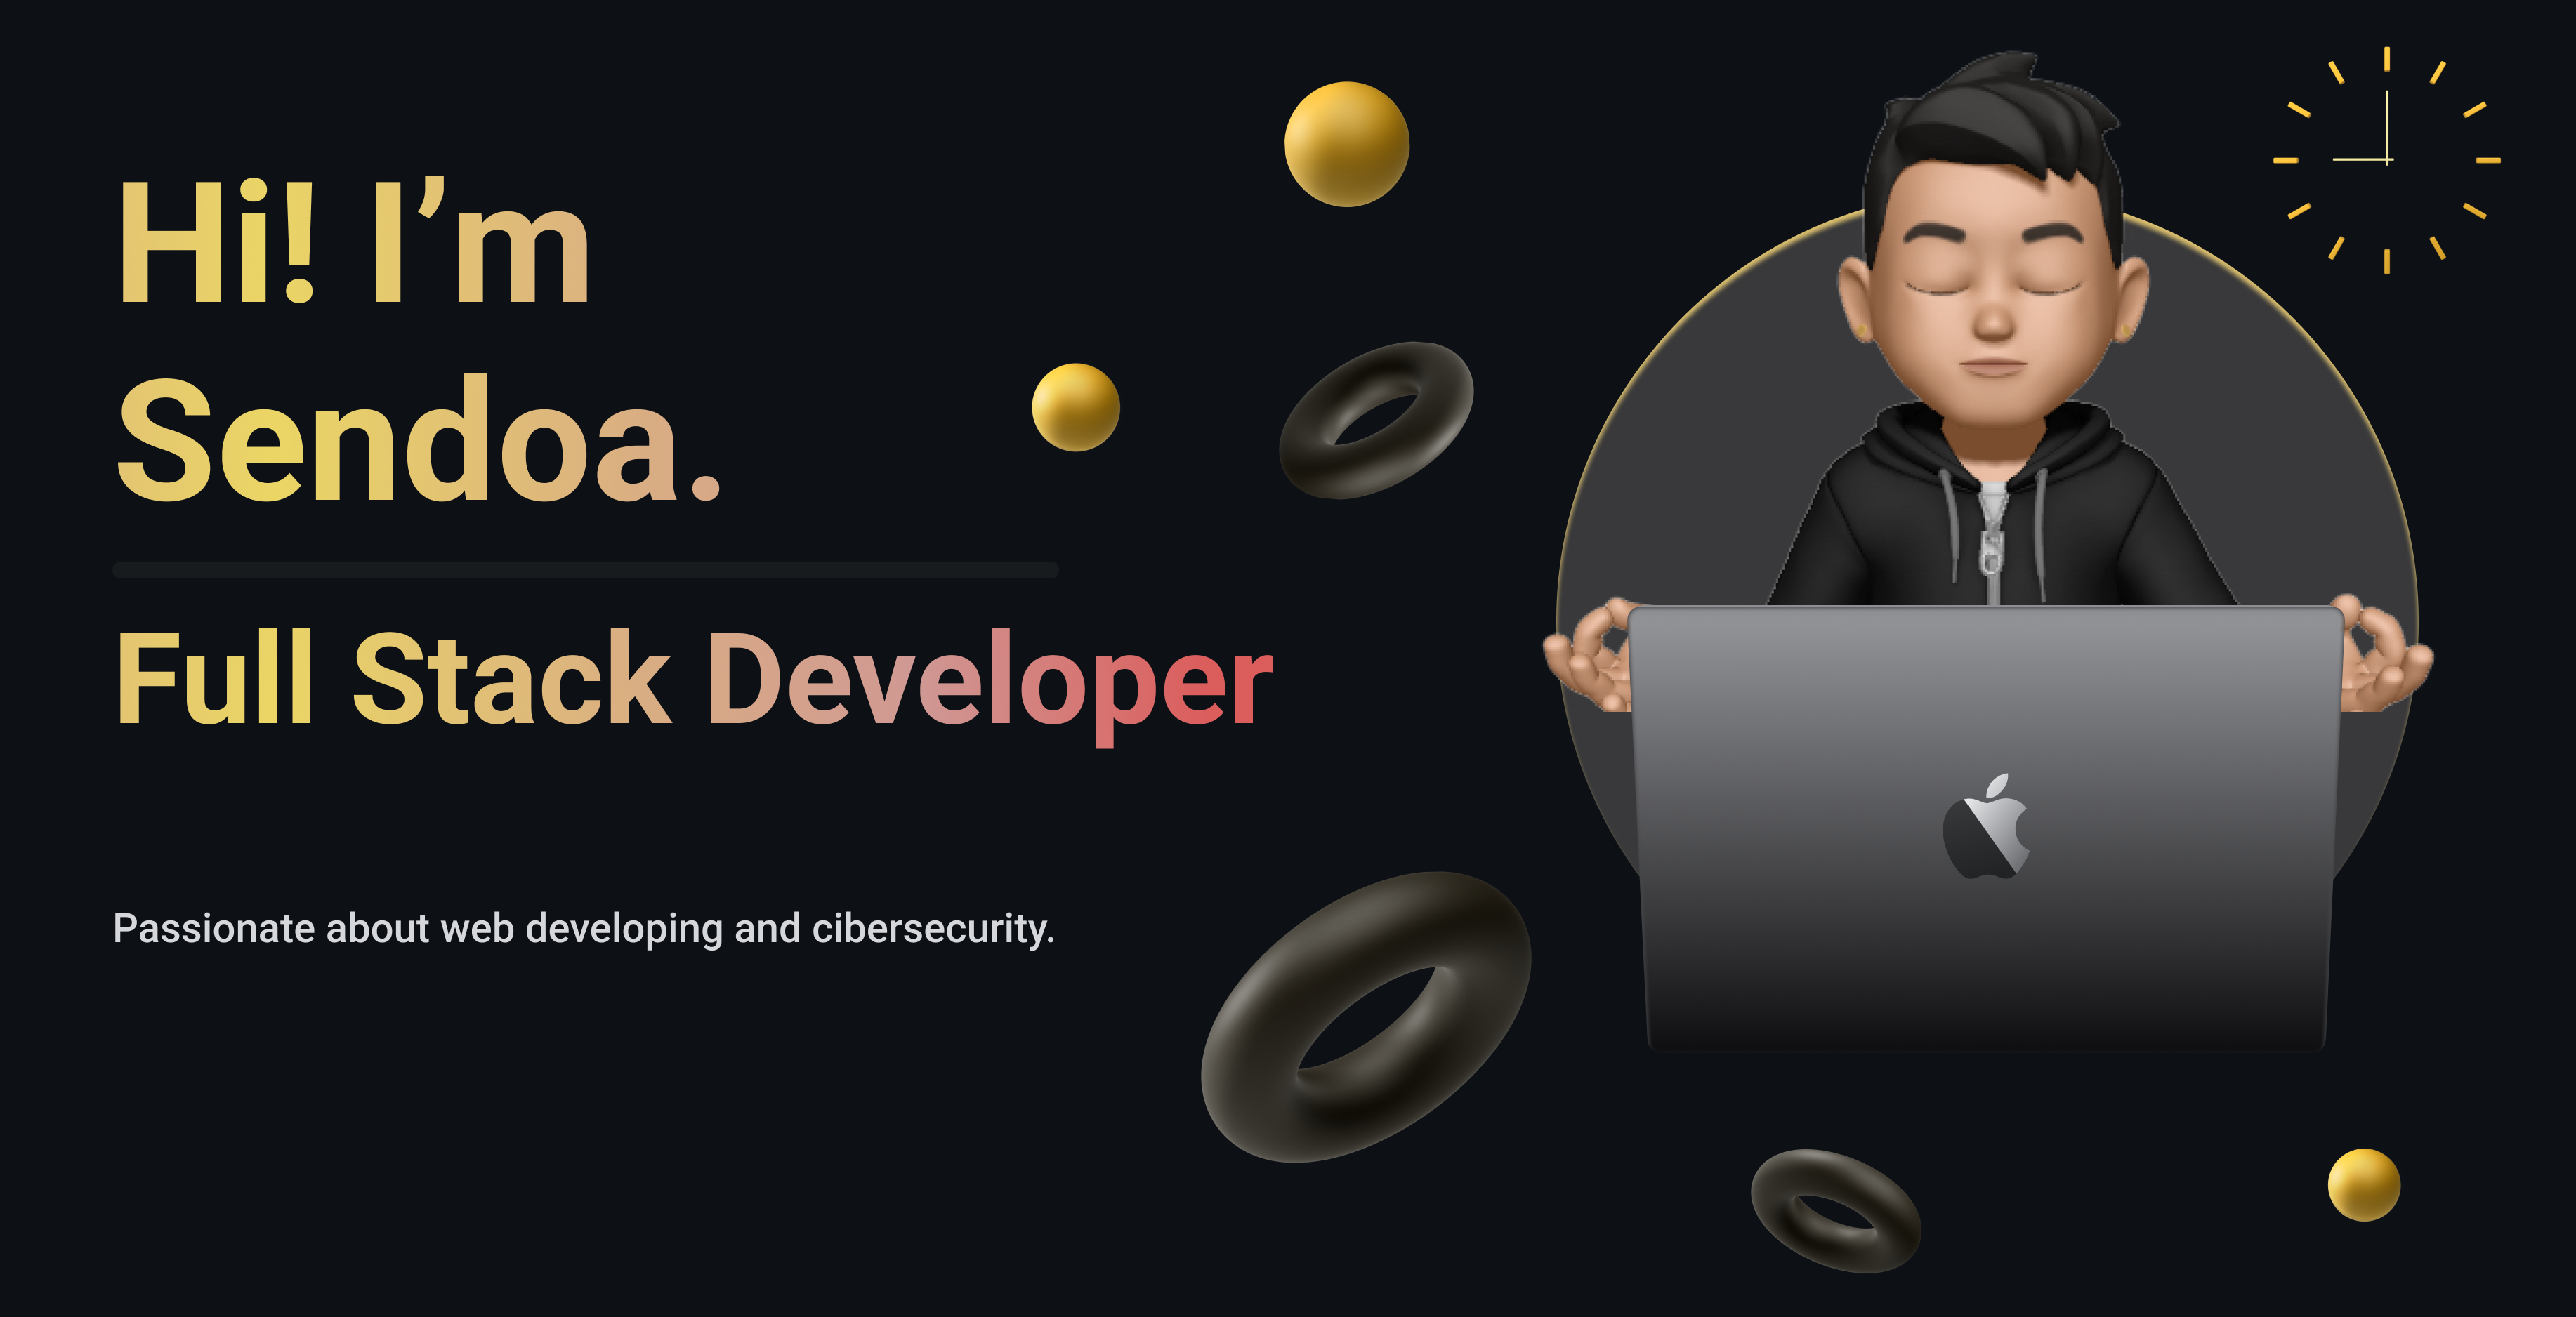 Hi! I’m
Sendoa.
Full Stack Developer
Passionate about web developing and cibersecurity.